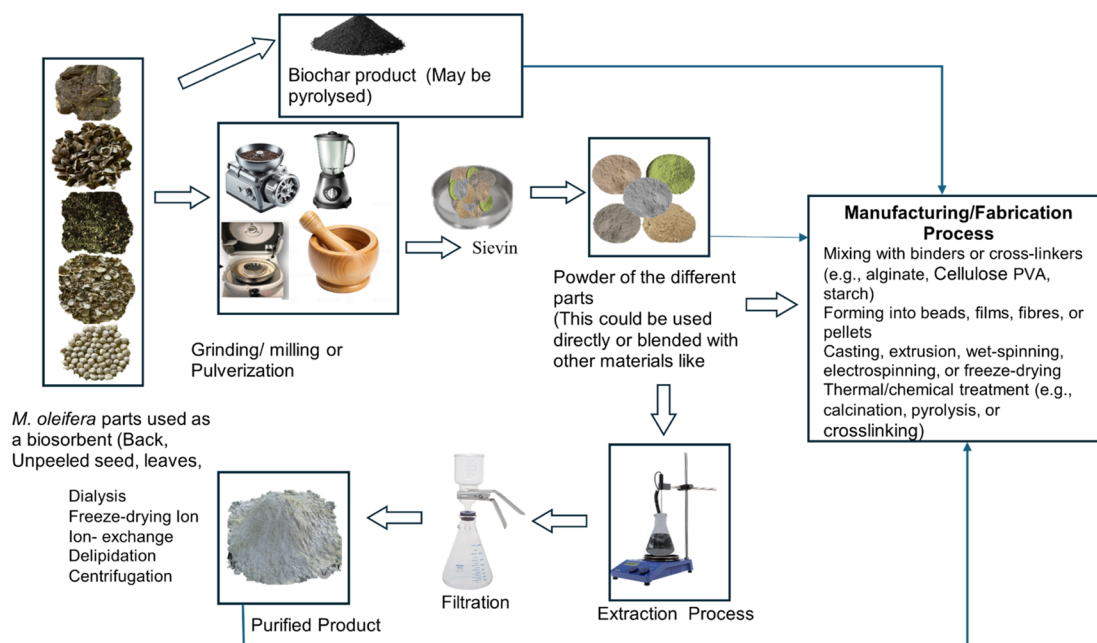 Biochar product (May be
pyrolysed)
Sievin
Grinding/ milling or
Pulverization
Powder of the different
parts
(This could be used
directly or blended with
other materials like
Manufacturing/Fabrication
Process
Mixing with binders or cross-linkers
(e.g., alginate, Cellulose PVA,
starch)
Forming into beads, films, fibres, or
pellets
Casting, extrusion, wet-spinning,
electrospinning, or freeze-drying
Thermal/chemical treatment (e.g.,
calcination, pyrolysis, or
crosslinking)
M. oleifera parts used as
a biosorbent (Back,
Unpeeled seed, leaves,
Dialysis
Freeze-drying Ion
Ion- exchange
Delipidation
Centrifugation
Purified Product
Filtration
Extraction Process